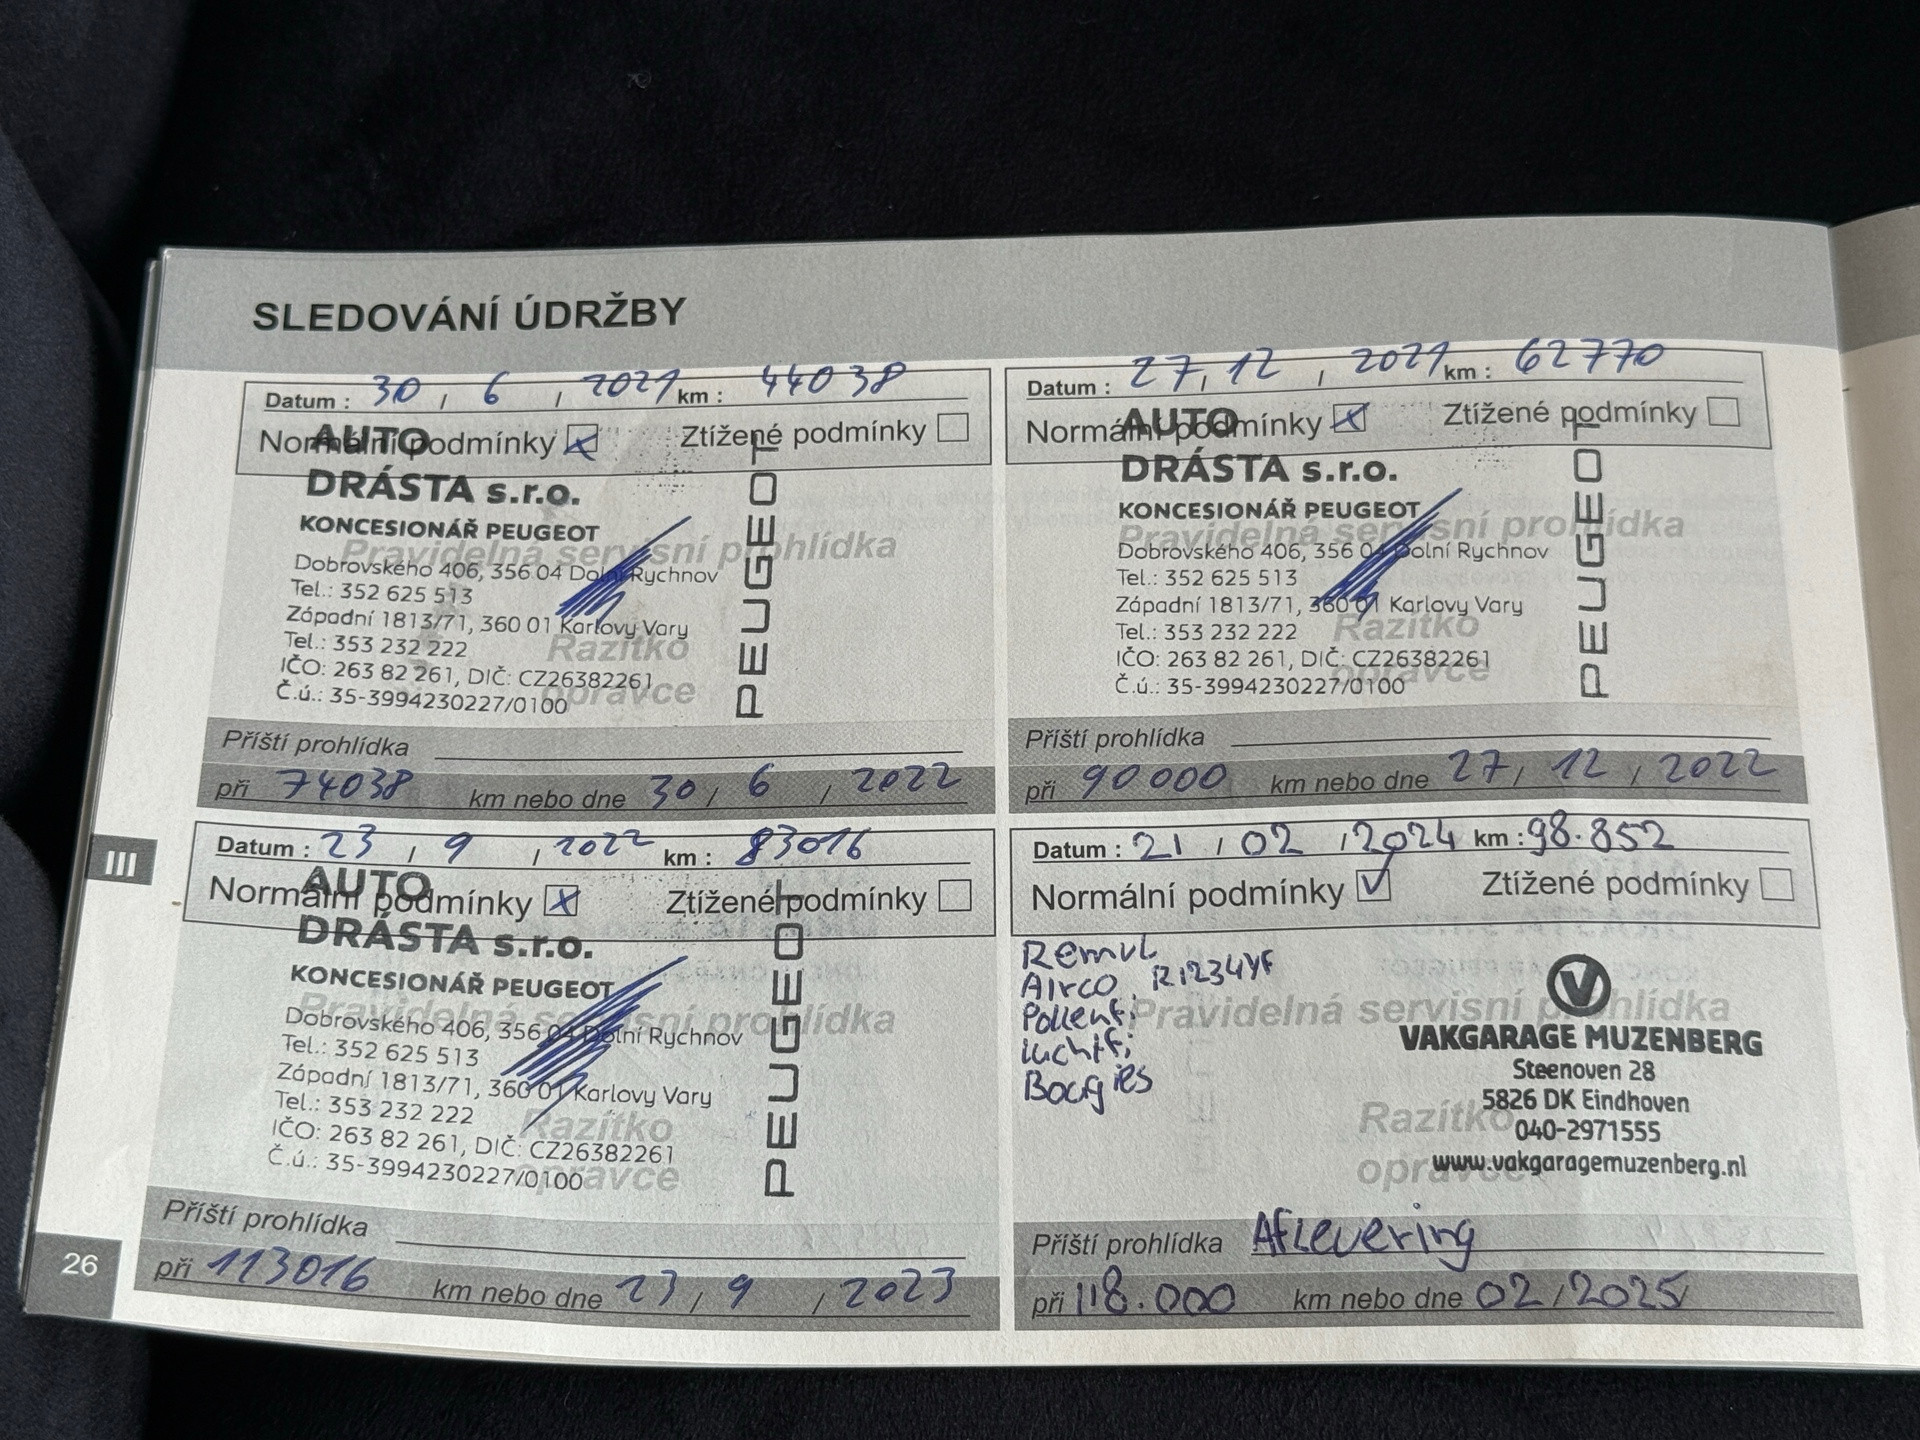 SLEDOVÁNÍ ÚDRŽBY
Datum : 30 / 6 / 2021 km : 44038
Normální podmínky ☒ Ztížené podmínky ☐
AUTO
DRÁSTA s.r.o.
KONCESIONÁŘ PEUGEOT
Pravidelná servisní prohlídka
Dobrovského 406, 356 04 Dolní Rychnov
Tel.: 352 625 513
Západní 1813/71, 360 01 Karlovy Vary
Tel.: 353 232 222
Razítko
IČO: 263 82 261, DIČ: CZ26382261
opravce
Č.ú.: 35-3994230227/0100
PEUGEOT
Příští prohlídka
při 74038 km nebo dne 30 / 6 / 2022
Datum : 27 / 12 / 2021 km : 62770
Normální podmínky ☒ Ztížené podmínky ☐
AUTO
DRÁSTA s.r.o.
KONCESIONÁŘ PEUGEOT
Pravidelná servisní prohlídka
Dobrovského 406, 356 04 Dolní Rychnov
Tel.: 352 625 513
Západní 1813/71, 360 01 Karlovy Vary
Tel.: 353 232 222
Razítko
IČO: 263 82 261, DIČ: CZ26382261
opravce
Č.ú.: 35-3994230227/0100
PEUGEOT
Příští prohlídka
při 90000 km nebo dne 27 / 12 / 2022
Datum : 23 / 9 / 2022 km : 83016
Normální podmínky ☒ Ztížené podmínky ☐
AUTO
DRÁSTA s.r.o.
KONCESIONÁŘ PEUGEOT
Pravidelná servisní prohlídka
Dobrovského 406, 356 04 Dolní Rychnov
Tel.: 352 625 513
Západní 1813/71, 360 01 Karlovy Vary
Tel.: 353 232 222
Razítko
IČO: 263 82 261, DIČ: CZ26382261
opravce
Č.ú.: 35-3994230227/0100
PEUGEOT
Příští prohlídka
při 113016 km nebo dne 23 / 9 / 2023
Datum : 21 / 02 / 2024 km : 98.852
Normální podmínky ☑ Ztížené podmínky ☐
Remvl
Airco R1234YF
Pollenfi
Luchtfi
Bougies
Pravidelná servisní prohlídka
V
VAKGARAGE MUZENBERG
Steenoven 28
5826 DK Eindhoven
040-2971555
www.vakgaragemuzenberg.nl
Razítko
opravce
Příští prohlídka Aflevering
při 118.000 km nebo dne 02/2025
III
26